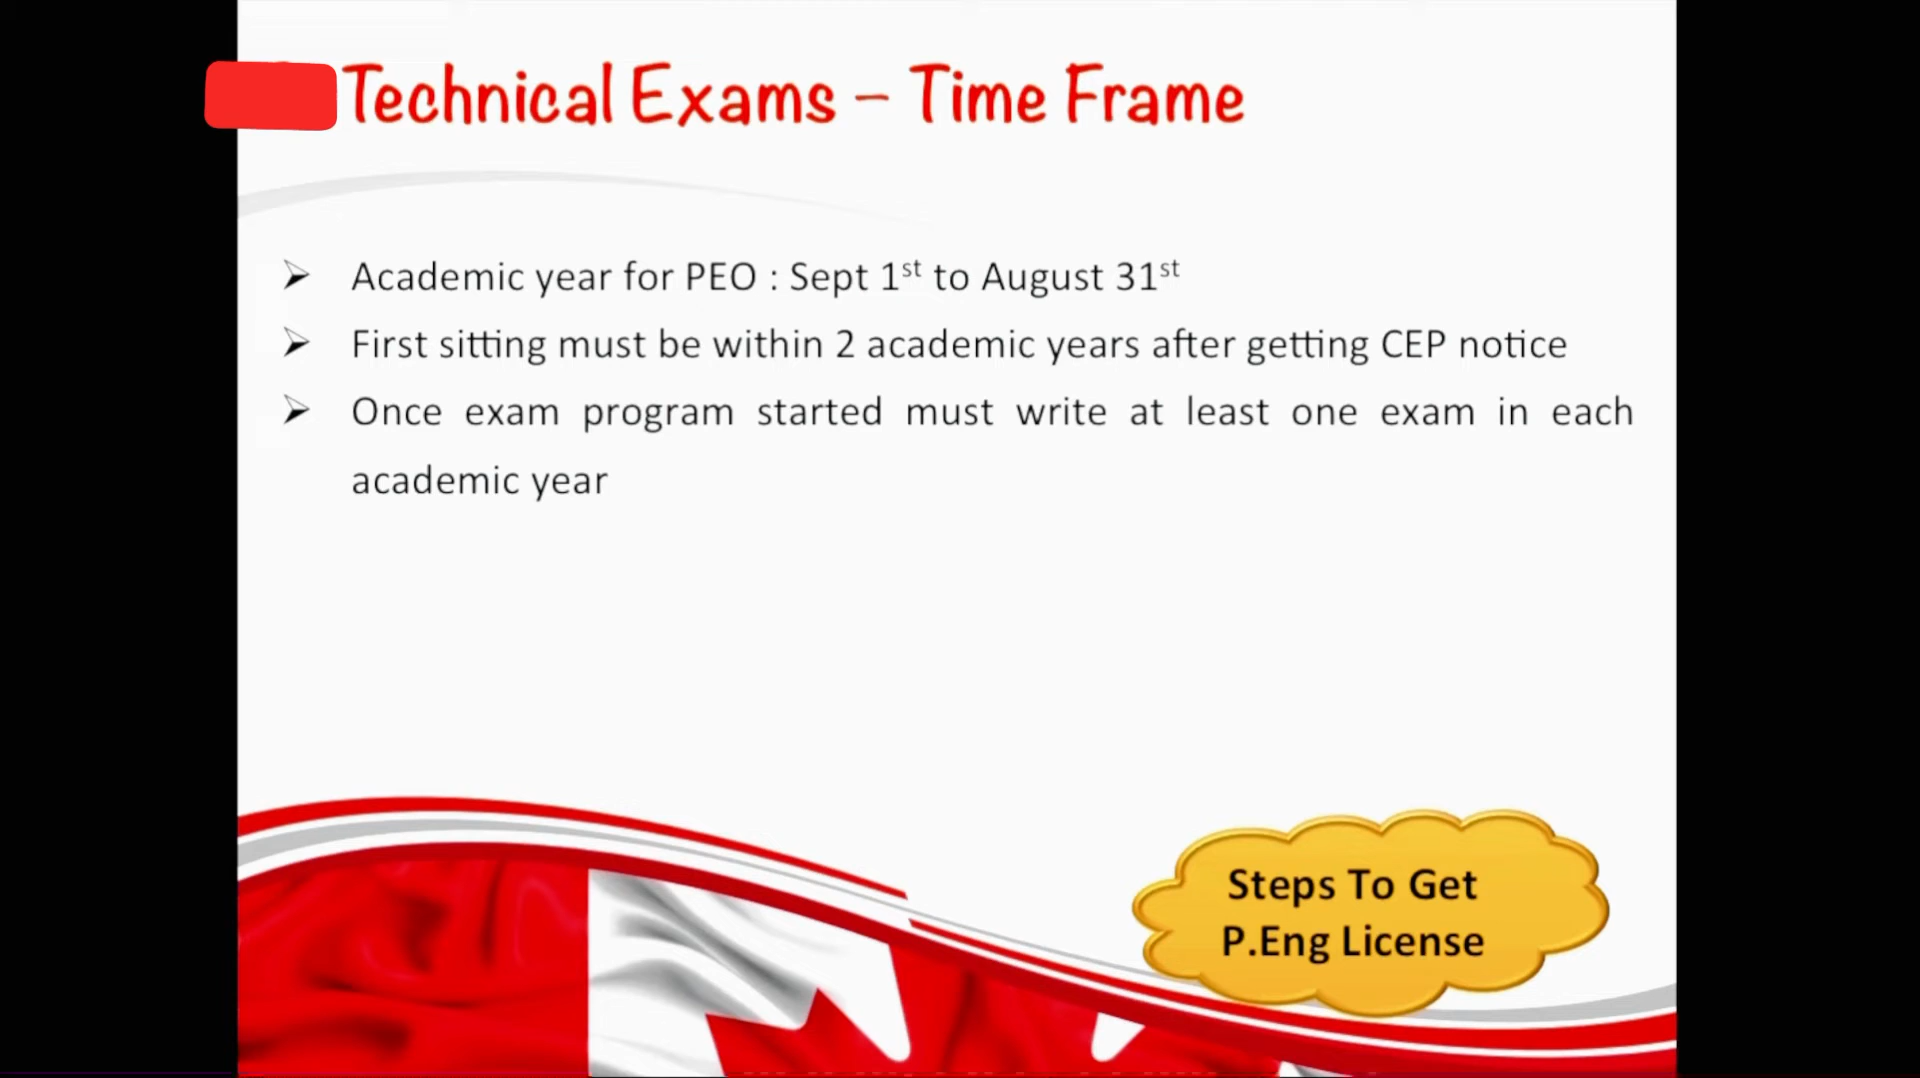 Technical Exams – Time Frame
➢ Academic year for PEO : Sept 1st to August 31st
➢ First sitting must be within 2 academic years after getting CEP notice
➢ Once exam program started must write at least one exam in each
academic year
Steps To Get
P.Eng License